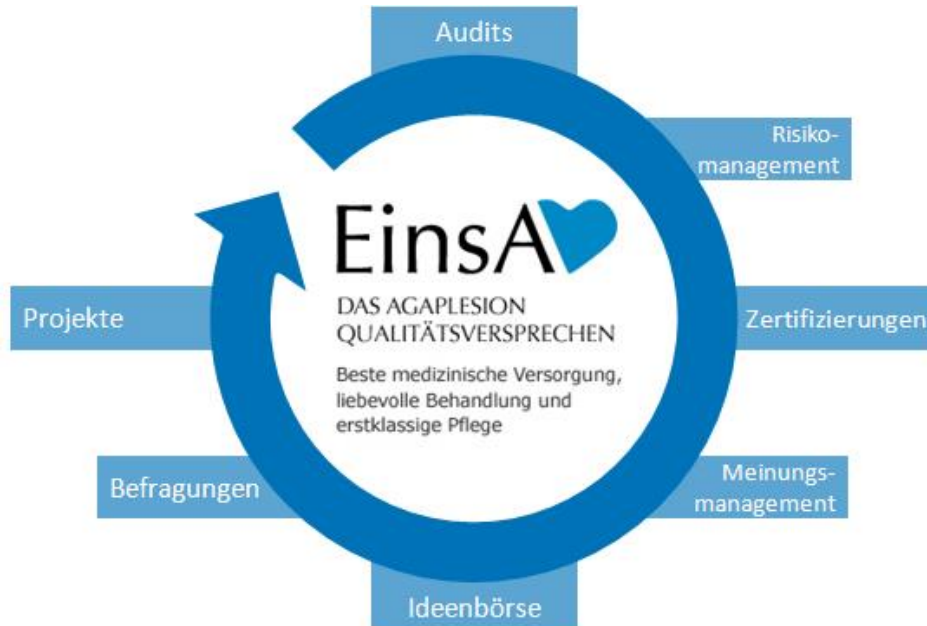 Audits
Risiko-
management
EinsA
DAS AGAPLESION
QUALITÄTSVERSPRECHEN
Beste medizinische Versorgung,
liebevolle Behandlung und
erstklassige Pflege
Projekte
Zertifizierungen
Befragungen
Meinungs-
management
Ideenbörse